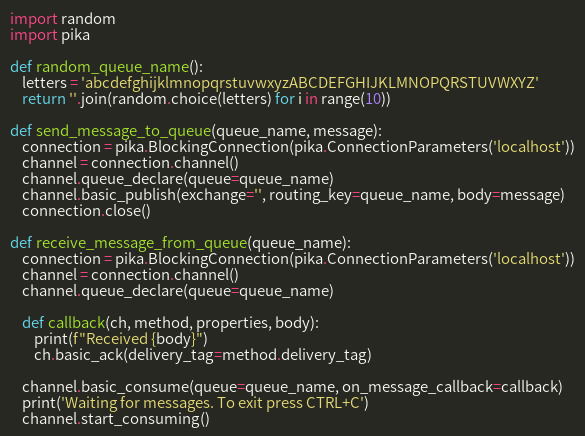 import random
import pika

def random_queue_name():
    letters = 'abcdefghijklmnopqrstuvwxyzABCDEFGHIJKLMNOPQRSTUVWXYZ'
    return ''.join(random.choice(letters) for i in range(10))

def send_message_to_queue(queue_name, message):
    connection = pika.BlockingConnection(pika.ConnectionParameters('localhost'))
    channel = connection.channel()
    channel.queue_declare(queue=queue_name)
    channel.basic_publish(exchange='', routing_key=queue_name, body=message)
    connection.close()

def receive_message_from_queue(queue_name):
    connection = pika.BlockingConnection(pika.ConnectionParameters('localhost'))
    channel = connection.channel()
    channel.queue_declare(queue=queue_name)

    def callback(ch, method, properties, body):
        print(f"Received {body}")
        ch.basic_ack(delivery_tag=method.delivery_tag)

    channel.basic_consume(queue=queue_name, on_message_callback=callback)
    print('Waiting for messages. To exit press CTRL+C')
    channel.start_consuming()